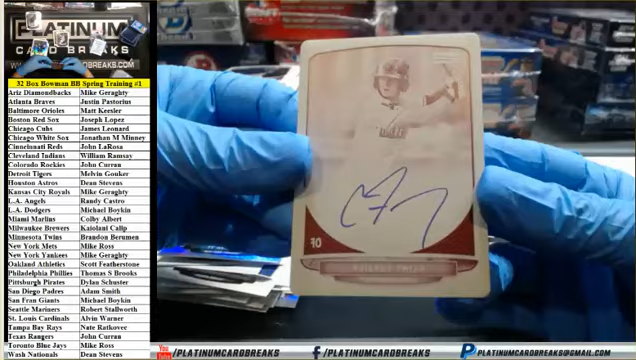 PLATINUM
CARD BREAKS
32 Box Bowman BB Spring Training #1
Ariz Diamondbacks Mike Geraghty
Atlanta Braves Justin Pastorius
Baltimore Orioles Matt Keesler
Boston Red Sox Joseph Lopez
Chicago Cubs James Leonard
Chicago White Sox Jonathan M Minney
Cincinnati Reds John LaRosa
Cleveland Indians William Ramsay
Colorado Rockies John Curran
Detroit Tigers Melvin Gouker
Houston Astros Dean Stevens
Kansas City Royals Mike Geraghty
L.A. Angels Randy Castro
L.A. Dodgers Michael Boykin
Miami Marlins Colby Albert
Milwaukee Brewers Kaiolani Calip
Minnesota Twins Brandon Berumen
New York Mets Mike Ross
New York Yankees Mike Geraghty
Oakland Athletics Scott Featherstone
Philadelphia Phillies Thomas S Brooks
Pittsburgh Pirates Dylan Schuster
San Diego Padres Adam Smith
San Fran Giants Michael Boykin
Seattle Mariners Robert Stallworth
St. Louis Cardinals Alvin Warner
Tampa Bay Rays Nate Ratkovec
Texas Rangers John Curran
Toronto Blue Jays Mike Ross
Wash Nationals Dean Stevens
You Tube /PLATINUMCARDBREAKS f /PLATINUMCARDBREAKS PLATINUMCARDBREAKS@GMAIL.COM